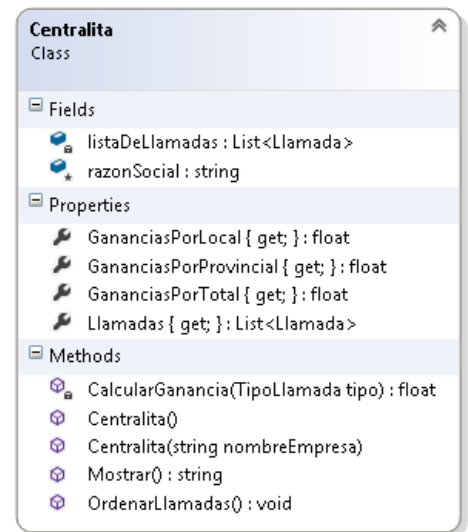 Centralita
Class
Fields
listaDeLlamadas : List<Llamada>
razonSocial : string
Properties
GananciasPorLocal { get; } : float
GananciasPorProvincial { get; } : float
GananciasPorTotal { get; } : float
Llamadas { get; } : List<Llamada>
Methods
CalcularGanancia(TipoLlamada tipo) : float
Centralita()
Centralita(string nombreEmpresa)
Mostrar() : string
OrdenarLlamadas() : void